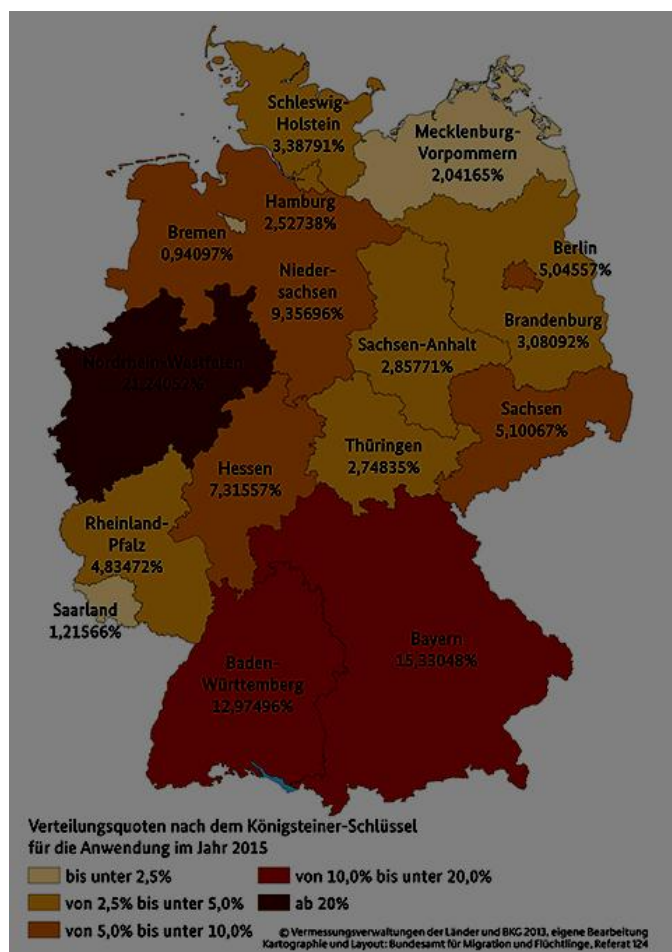 Schleswig-
Holstein
3,38791%
Mecklenburg-
Vorpommern
2,04165%
Hamburg
2,52738%
Bremen
0,94097%
Berlin
5,04557%
Nieder-
sachsen
9,35696%
Brandenburg
3,08092%
Sachsen-Anhalt
2,85771%
Nordrhein-Westfalen
21,24052%
Sachsen
5,10067%
Thüringen
2,74835%
Hessen
7,31557%
Rheinland-
Pfalz
4,83472%
Saarland
1,21566%
Bayern
15,33048%
Baden-
Württemberg
12,97496%
Verteilungsquoten nach dem Königsteiner-Schlüssel
für die Anwendung im Jahr 2015
bis unter 2,5%
von 2,5% bis unter 5,0%
von 5,0% bis unter 10,0%
von 10,0% bis unter 20,0%
ab 20%
© Vermessungsverwaltungen der Länder und BKG 2013, eigene Bearbeitung
Kartographie und Layout: Bundesamt für Migration und Flüchtlinge, Referat 124